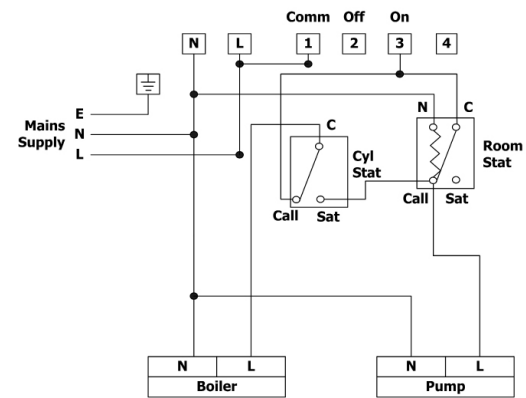 Comm Off On
N L 1 2 3 4
E
Mains Supply N
L
N C
C
Room Stat
Cyl Stat
Call Sat
Call Sat
N L N L
Boiler Pump